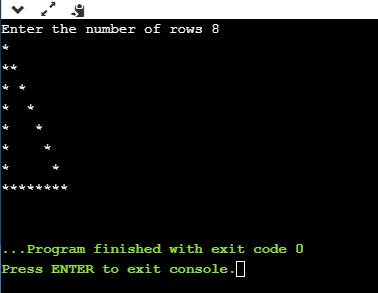 Enter the number of rows 8
*
**
* *
*  *
*   *
*    *
*     *
********
...Program finished with exit code 0
Press ENTER to exit console.